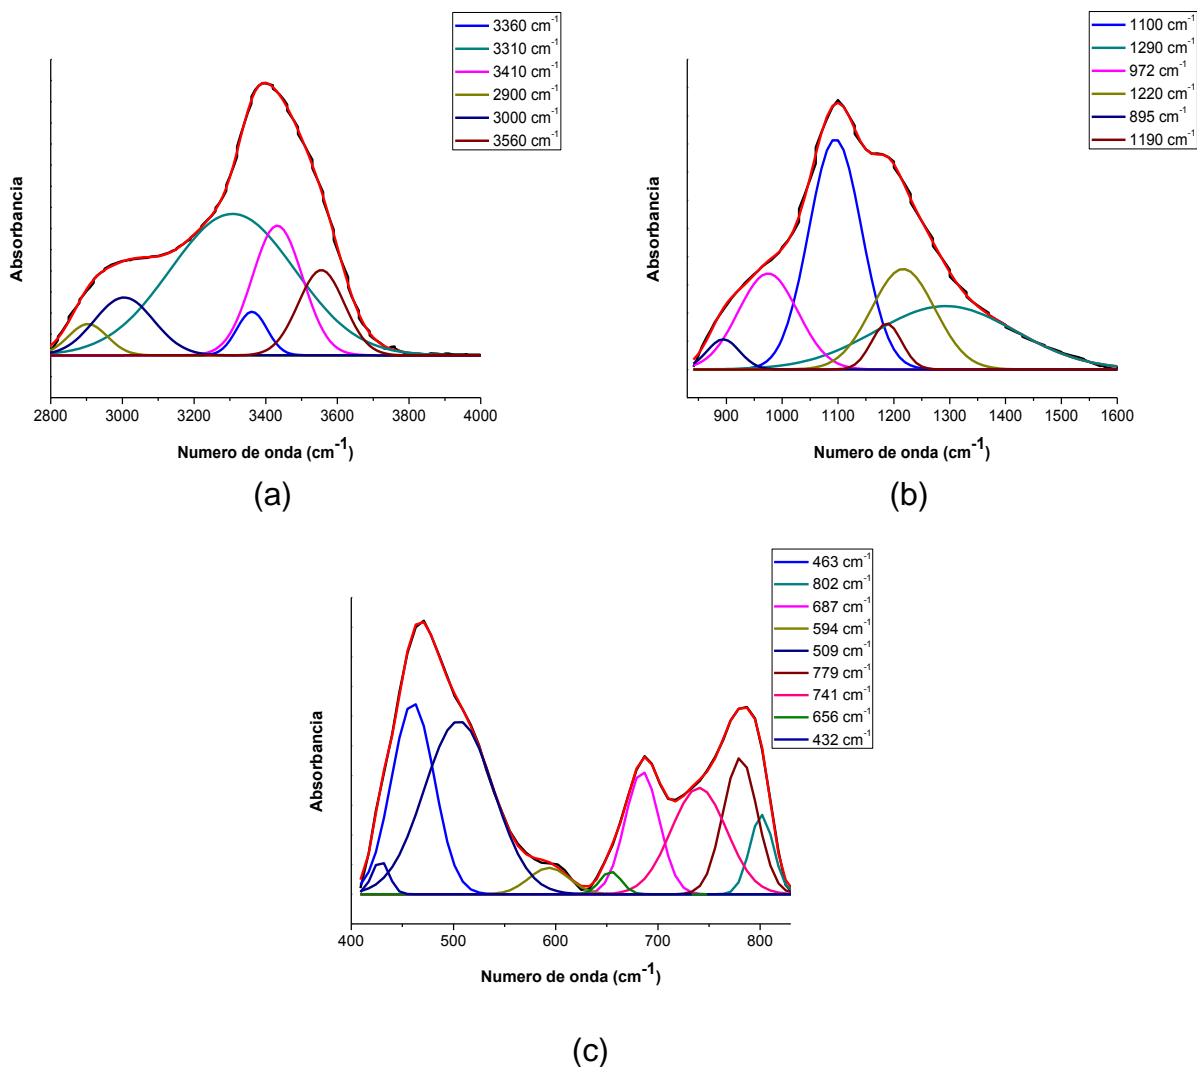 3360 cm⁻¹
3310 cm⁻¹
3410 cm⁻¹
2900 cm⁻¹
3000 cm⁻¹
3560 cm⁻¹
Absorbancia
2800 3000 3200 3400 3600 3800 4000
Numero de onda (cm⁻¹)
(a)
1100 cm⁻¹
1290 cm⁻¹
972 cm⁻¹
1220 cm⁻¹
895 cm⁻¹
1190 cm⁻¹
Absorbancia
900 1000 1100 1200 1300 1400 1500 1600
Numero de onda (cm⁻¹)
(b)
463 cm⁻¹
802 cm⁻¹
687 cm⁻¹
594 cm⁻¹
509 cm⁻¹
779 cm⁻¹
741 cm⁻¹
656 cm⁻¹
432 cm⁻¹
Absorbancia
400 500 600 700 800
Numero de onda (cm⁻¹)
(c)